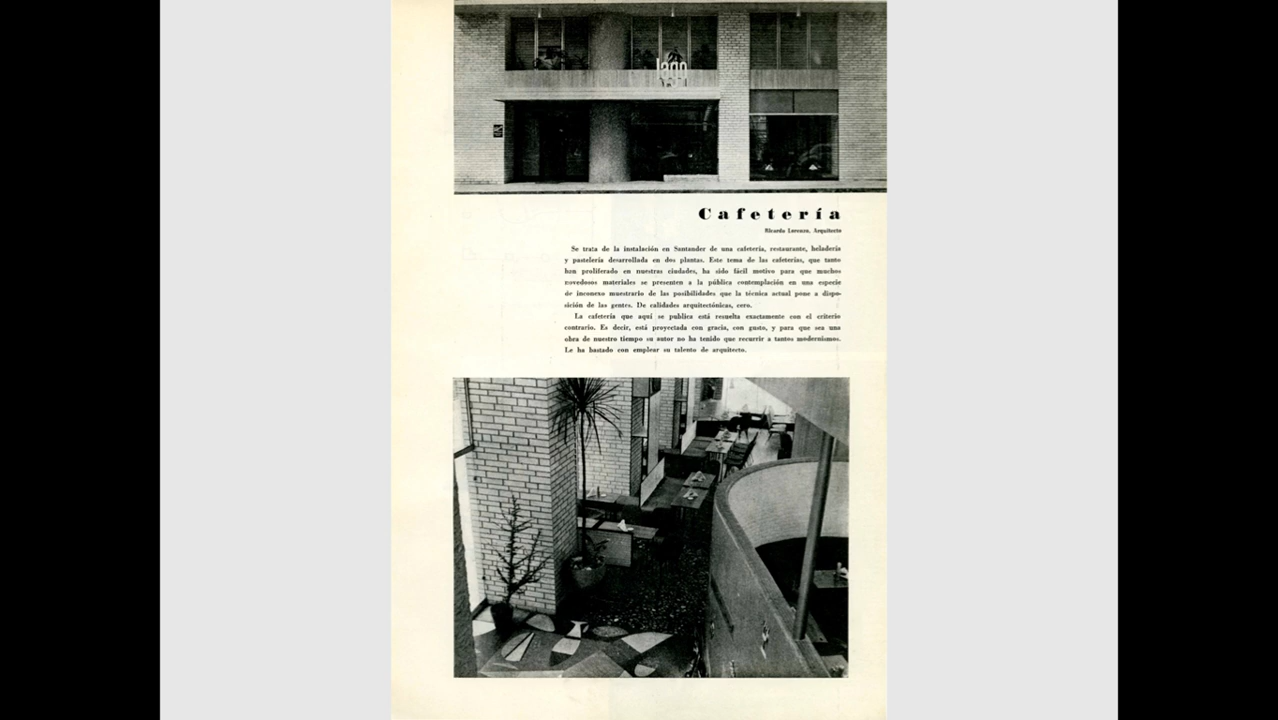 Cafetería
Ricardo Lorenzo, Arquitecto
Se trata de la instalación en Santander de una cafetería, restaurante, heladería
y pastelería desarrollada en dos plantas. Este tema de las cafeterías, que tanto
han proliferado en nuestras ciudades, ha sido fácil motivo para que muchos
novedosos materiales se presenten a la pública contemplación en una especie
de inconexo muestrario de las posibilidades que la técnica actual pone a dispo-
sición de las gentes. De calidades arquitectónicas, cero.
La cafetería que aquí se publica está resuelta exactamente con el criterio
contrario. Es decir, está proyectada con gracia, con gusto, y para que sea una
obra de nuestro tiempo su autor no ha tenido que recurrir a tantos modernismos.
Le ha bastado con emplear su talento de arquitecto.